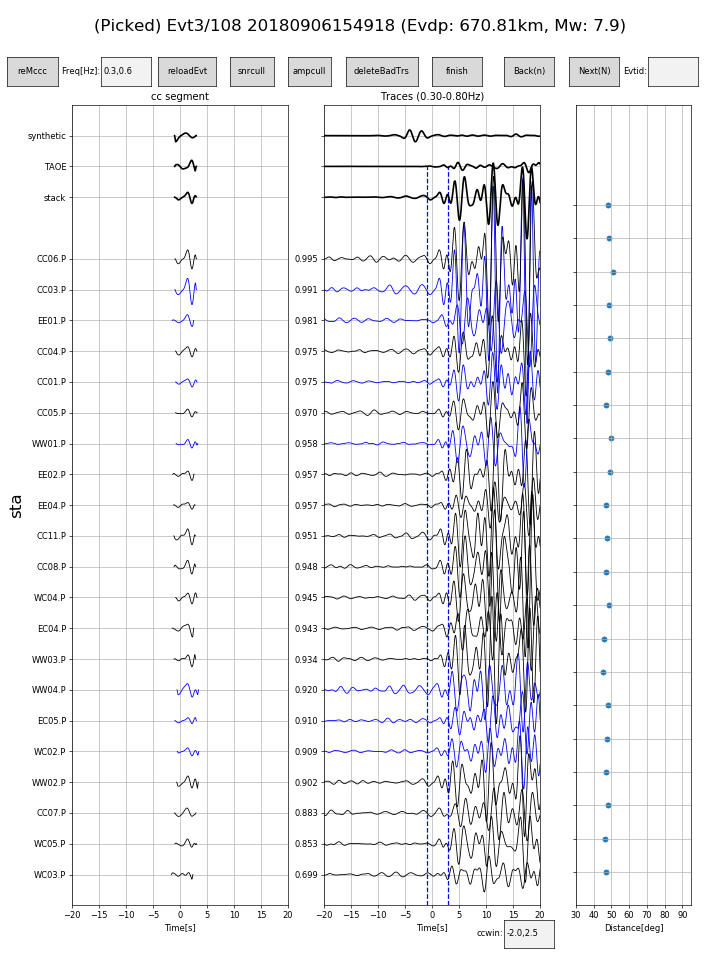 (Picked) Evt3/108 20180906154918 (Evdp: 670.81km, Mw: 7.9)
reMccc Freq[Hz]: 0.3,0.6 reloadEvt snrcull ampcull deleteBadTrs finish Back(n) Next(N) Evtid:
cc segment Traces (0.30-0.80Hz)
synthetic
TAOE
stack
CC06.P 0.995
CC03.P 0.991
EE01.P 0.981
CC04.P 0.975
CC01.P 0.975
CC05.P 0.970
WW01.P 0.958
EE02.P 0.957
EE04.P 0.957
CC11.P 0.951
CC08.P 0.948
WC04.P 0.945
EC04.P 0.943
WW03.P 0.934
WW04.P 0.920
EC05.P 0.910
WC02.P 0.909
WW02.P 0.902
CC07.P 0.883
WC05.P 0.853
WC03.P 0.699
sta
−20 −15 −10 −5 0 5 10 15 20 −20 −15 −10 −5 0 5 10 15 20 30 40 50 60 70 80 90
Time[s] Time[s] Distance[deg]
ccwin: -2.0,2.5